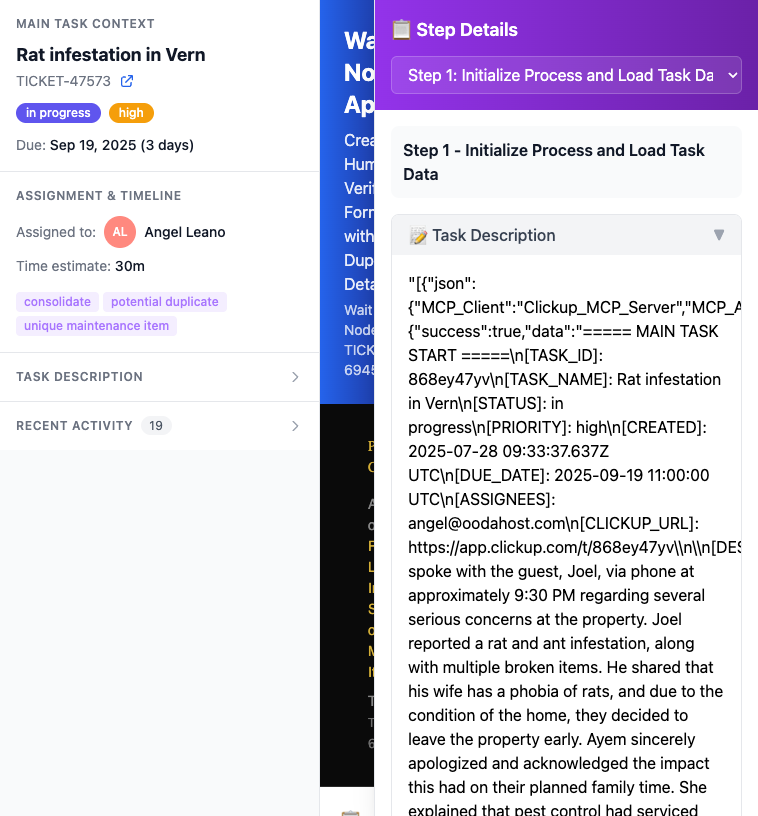 MAIN TASK CONTEXT
Rat infestation in Vern
TICKET-47573
in progress
high
Due: Sep 19, 2025 (3 days)
ASSIGNMENT & TIMELINE
Assigned to: AL Angel Leano
Time estimate: 30m
consolidate
potential duplicate
unique maintenance item
TASK DESCRIPTION
RECENT ACTIVITY 19
Wa
No
Ap
Crea
Hum
Verif
Forr
with
Dup
Deta
Wait
Node
TICK
6945
Step Details
Step 1: Initialize Process and Load Task Da
Step 1 - Initialize Process and Load Task
Data
Task Description
"[{"json":
{"MCP_Client":"Clickup_MCP_Server","MCP_A
{"success":true,"data":"===== MAIN TASK
START =====\n[TASK_ID]:
868ey47yv\n[TASK_NAME]: Rat infestation
in Vern\n[STATUS]: in
progress\n[PRIORITY]: high\n[CREATED]:
2025-07-28 09:33:37.637Z
UTC\n[DUE_DATE]: 2025-09-19 11:00:00
UTC\n[ASSIGNEES]:
angel@oodahost.com\n[CLICKUP_URL]:
https://app.clickup.com/t/868ey47yv\\n\\n[DES
spoke with the guest, Joel, via phone at
approximately 9:30 PM regarding several
serious concerns at the property. Joel
reported a rat and ant infestation, along
with multiple broken items. He shared that
his wife has a phobia of rats, and due to the
condition of the home, they decided to
leave the property early. Ayem sincerely
apologized and acknowledged the impact
this had on their planned family time. She
explained that pest control had serviced